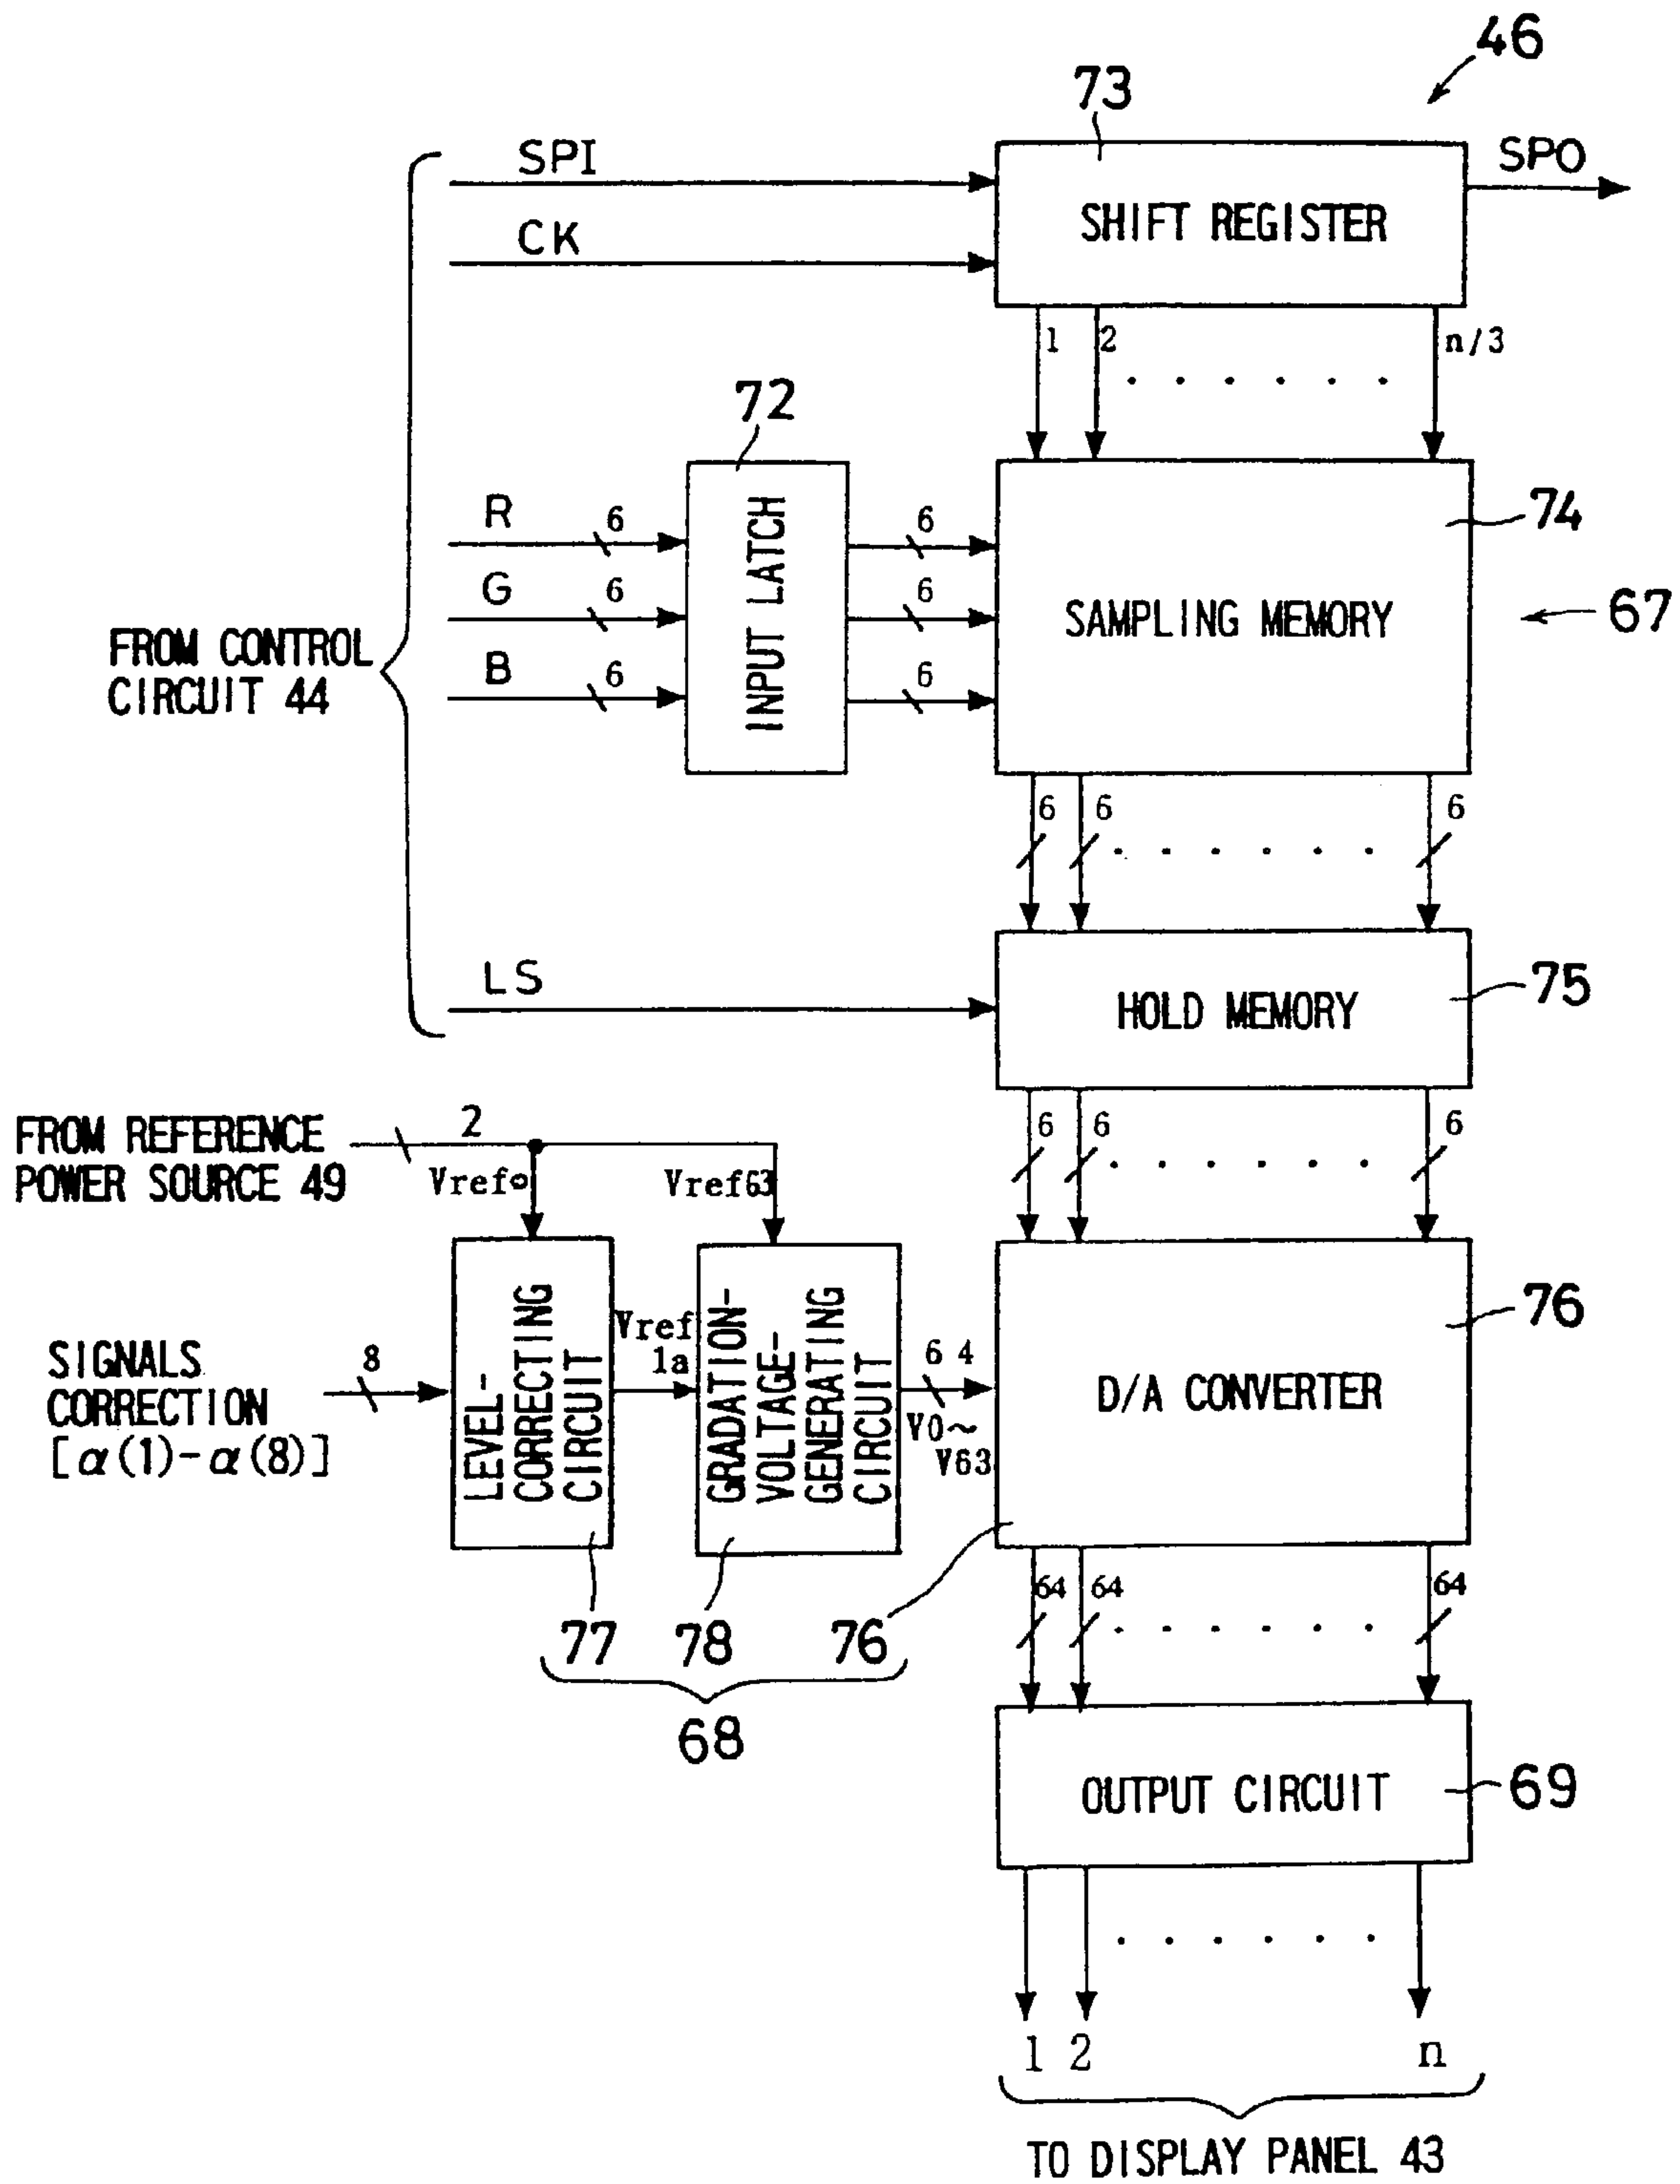 46
73
SPI
SPO
SHIFT REGISTER
CK
1 2 n/3
72
R 6 6
74
G 6 6
INPUT LATCH
SAMPLING MEMORY
67
FROM CONTROL
CIRCUIT 44
B 6 6
6 6 6
LS
75
HOLD MEMORY
FROM REFERENCE
POWER SOURCE 49
2
6 6 6
Vref0
Vref63
76
SIGNALS
CORRECTION
[α(1)-α(8)]
8
LEVEL-
CORRECTING
CIRCUIT
Vref
1a
GRADATION-
VOLTAGE-
GENERATING
CIRCUIT
64
V0~
V63
D/A CONVERTER
64 64 64
77 78 76
68
OUTPUT CIRCUIT
69
1 2 n
TO DISPLAY PANEL 43